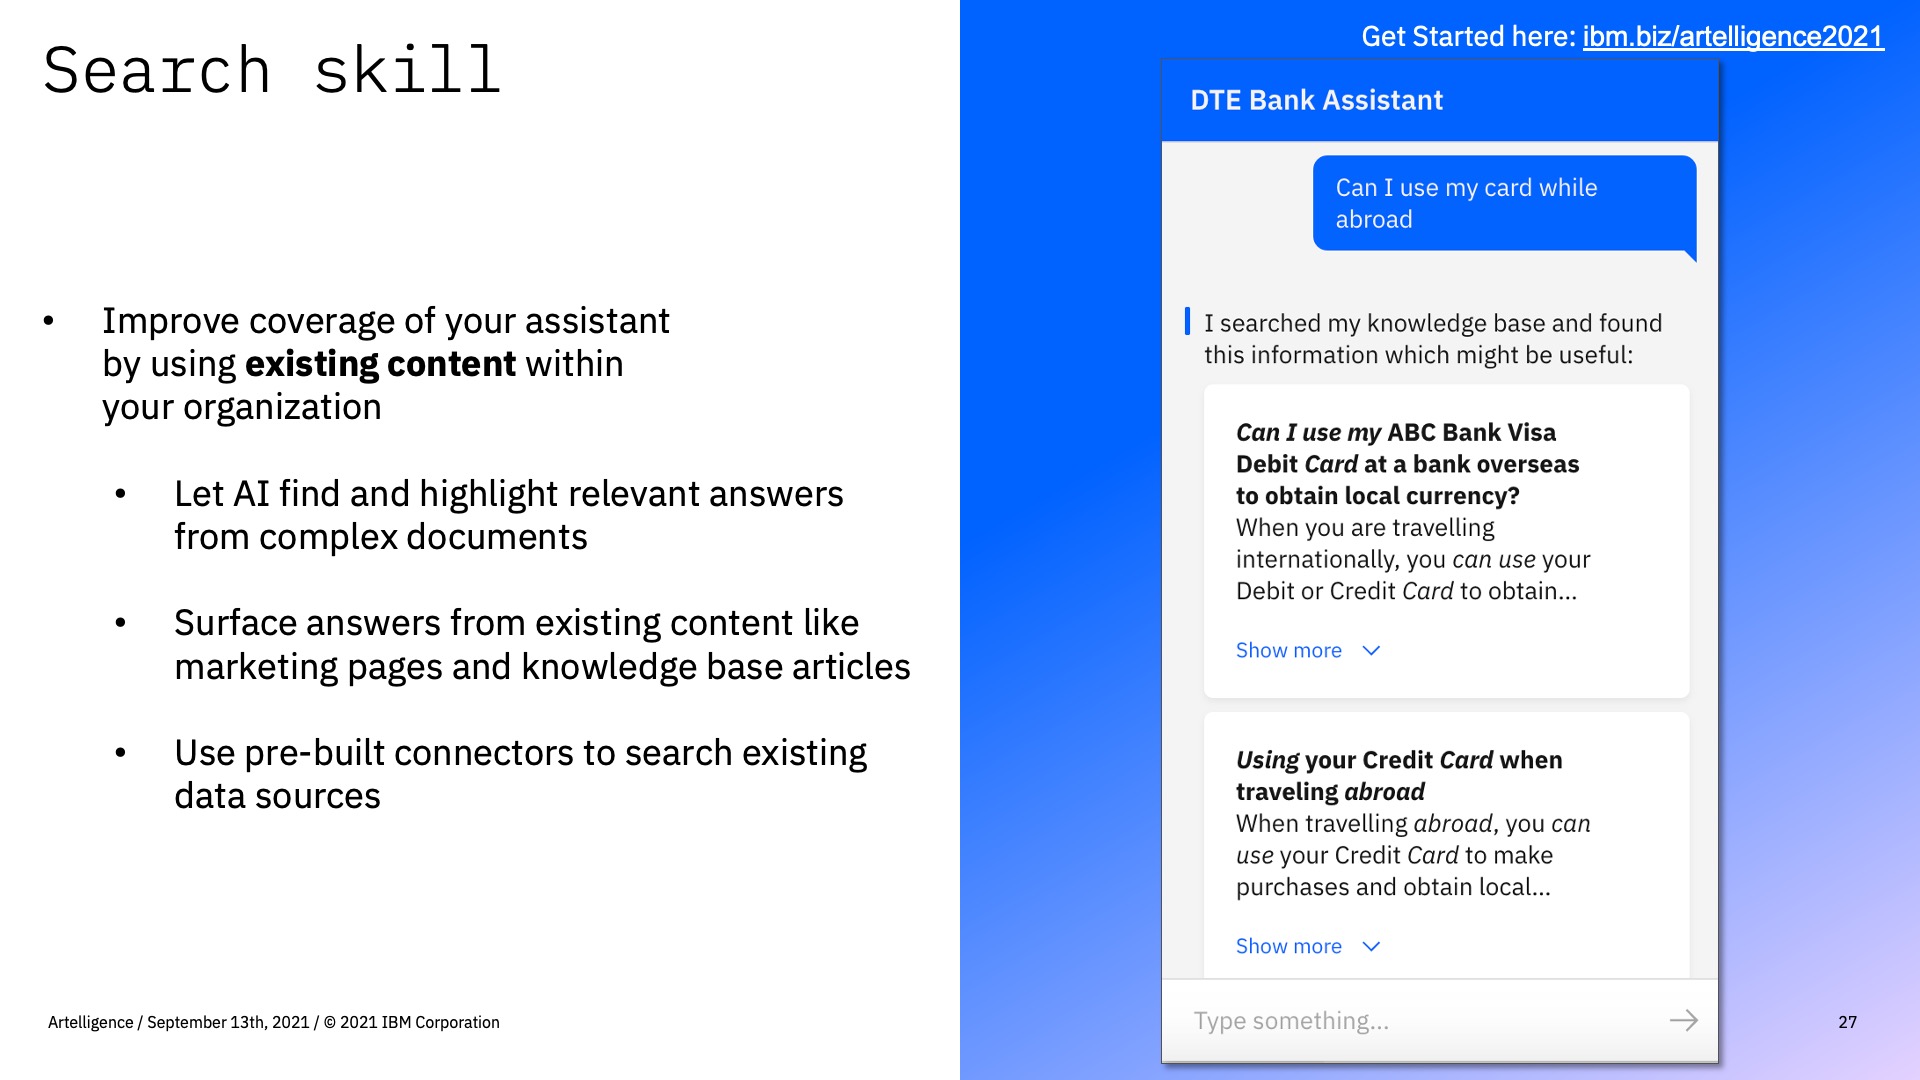 Search skill
Get Started here: ibm.biz/artelligence2021
• Improve coverage of your assistant
by using existing content within
your organization
• Let AI find and highlight relevant answers
from complex documents
• Surface answers from existing content like
marketing pages and knowledge base articles
• Use pre-built connectors to search existing
data sources
DTE Bank Assistant
Can I use my card while
abroad
I searched my knowledge base and found
this information which might be useful:
Can I use my ABC Bank Visa
Debit Card at a bank overseas
to obtain local currency?
When you are travelling
internationally, you can use your
Debit or Credit Card to obtain...
Show more
Using your Credit Card when
traveling abroad
When travelling abroad, you can
use your Credit Card to make
purchases and obtain local...
Show more
Type something...
Artelligence / September 13th, 2021 / © 2021 IBM Corporation
27